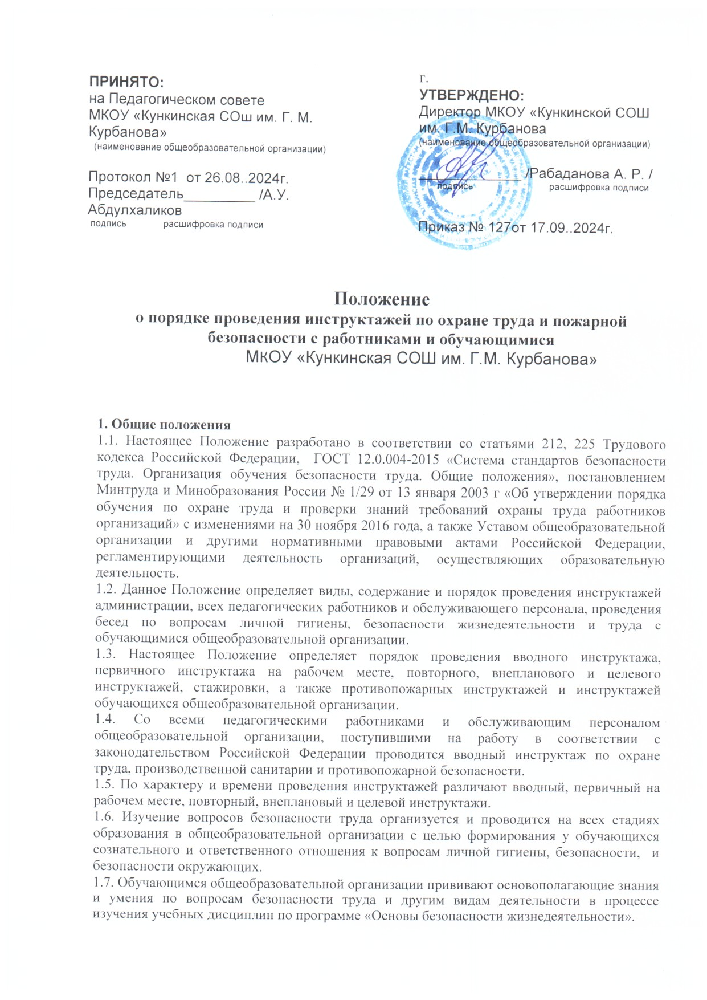 ПРИНЯТО:
на Педагогическом совете
МКОУ «Кункинская СОш им. Г. М.
Курбанова»
(наименование общеобразовательной организации)
Протокол №1 от 26.08..2024г.
Председатель_________ /А.У.
Абдулхаликов
подпись расшифровка подписи
г.
УТВЕРЖДЕНО:
Директор МКОУ «Кункинской СОШ
им. Г.М. Курбанова
(наименование общеобразовательной организации)
_____________ /Рабаданова А. Р. /
подпись расшифровка подписи
Приказ № 127от 17.09..2024г.
Положение
о порядке проведения инструктажей по охране труда и пожарной
безопасности с работниками и обучающимися
МКОУ «Кункинская СОШ им. Г.М. Курбанова»
1. Общие положения
1.1. Настоящее Положение разработано в соответствии со статьями 212, 225 Трудового
кодекса Российской Федерации, ГОСТ 12.0.004-2015 «Система стандартов безопасности
труда. Организация обучения безопасности труда. Общие положения», постановлением
Минтруда и Минобразования России № 1/29 от 13 января 2003 г «Об утверждении порядка
обучения по охране труда и проверки знаний требований охраны труда работников
организаций» с изменениями на 30 ноября 2016 года, а также Уставом общеобразовательной
организации и другими нормативными правовыми актами Российской Федерации,
регламентирующими деятельность организаций, осуществляющих образовательную
деятельность.
1.2. Данное Положение определяет виды, содержание и порядок проведения инструктажей
администрации, всех педагогических работников и обслуживающего персонала, проведения
бесед по вопросам личной гигиены, безопасности жизнедеятельности и труда с
обучающимися общеобразовательной организации.
1.3. Настоящее Положение определяет порядок проведения вводного инструктажа,
первичного инструктажа на рабочем месте, повторного, внепланового и целевого
инструктажей, стажировки, а также противопожарных инструктажей и инструктажей
обучающихся общеобразовательной организации.
1.4. Со всеми педагогическими работниками и обслуживающим персоналом
общеобразовательной организации, поступившими на работу в соответствии с
законодательством Российской Федерации проводится вводный инструктаж по охране
труда, производственной санитарии и противопожарной безопасности.
1.5. По характеру и времени проведения инструктажей различают вводный, первичный на
рабочем месте, повторный, внеплановый и целевой инструктажи.
1.6. Изучение вопросов безопасности труда организуется и проводится на всех стадиях
образования в общеобразовательной организации с целью формирования у обучающихся
сознательного и ответственного отношения к вопросам личной гигиены, безопасности, и
безопасности окружающих.
1.7. Обучающимся общеобразовательной организации прививают основополагающие знания
и умения по вопросам безопасности труда и другим видам деятельности в процессе
изучения учебных дисциплин по программе «Основы безопасности жизнедеятельности».